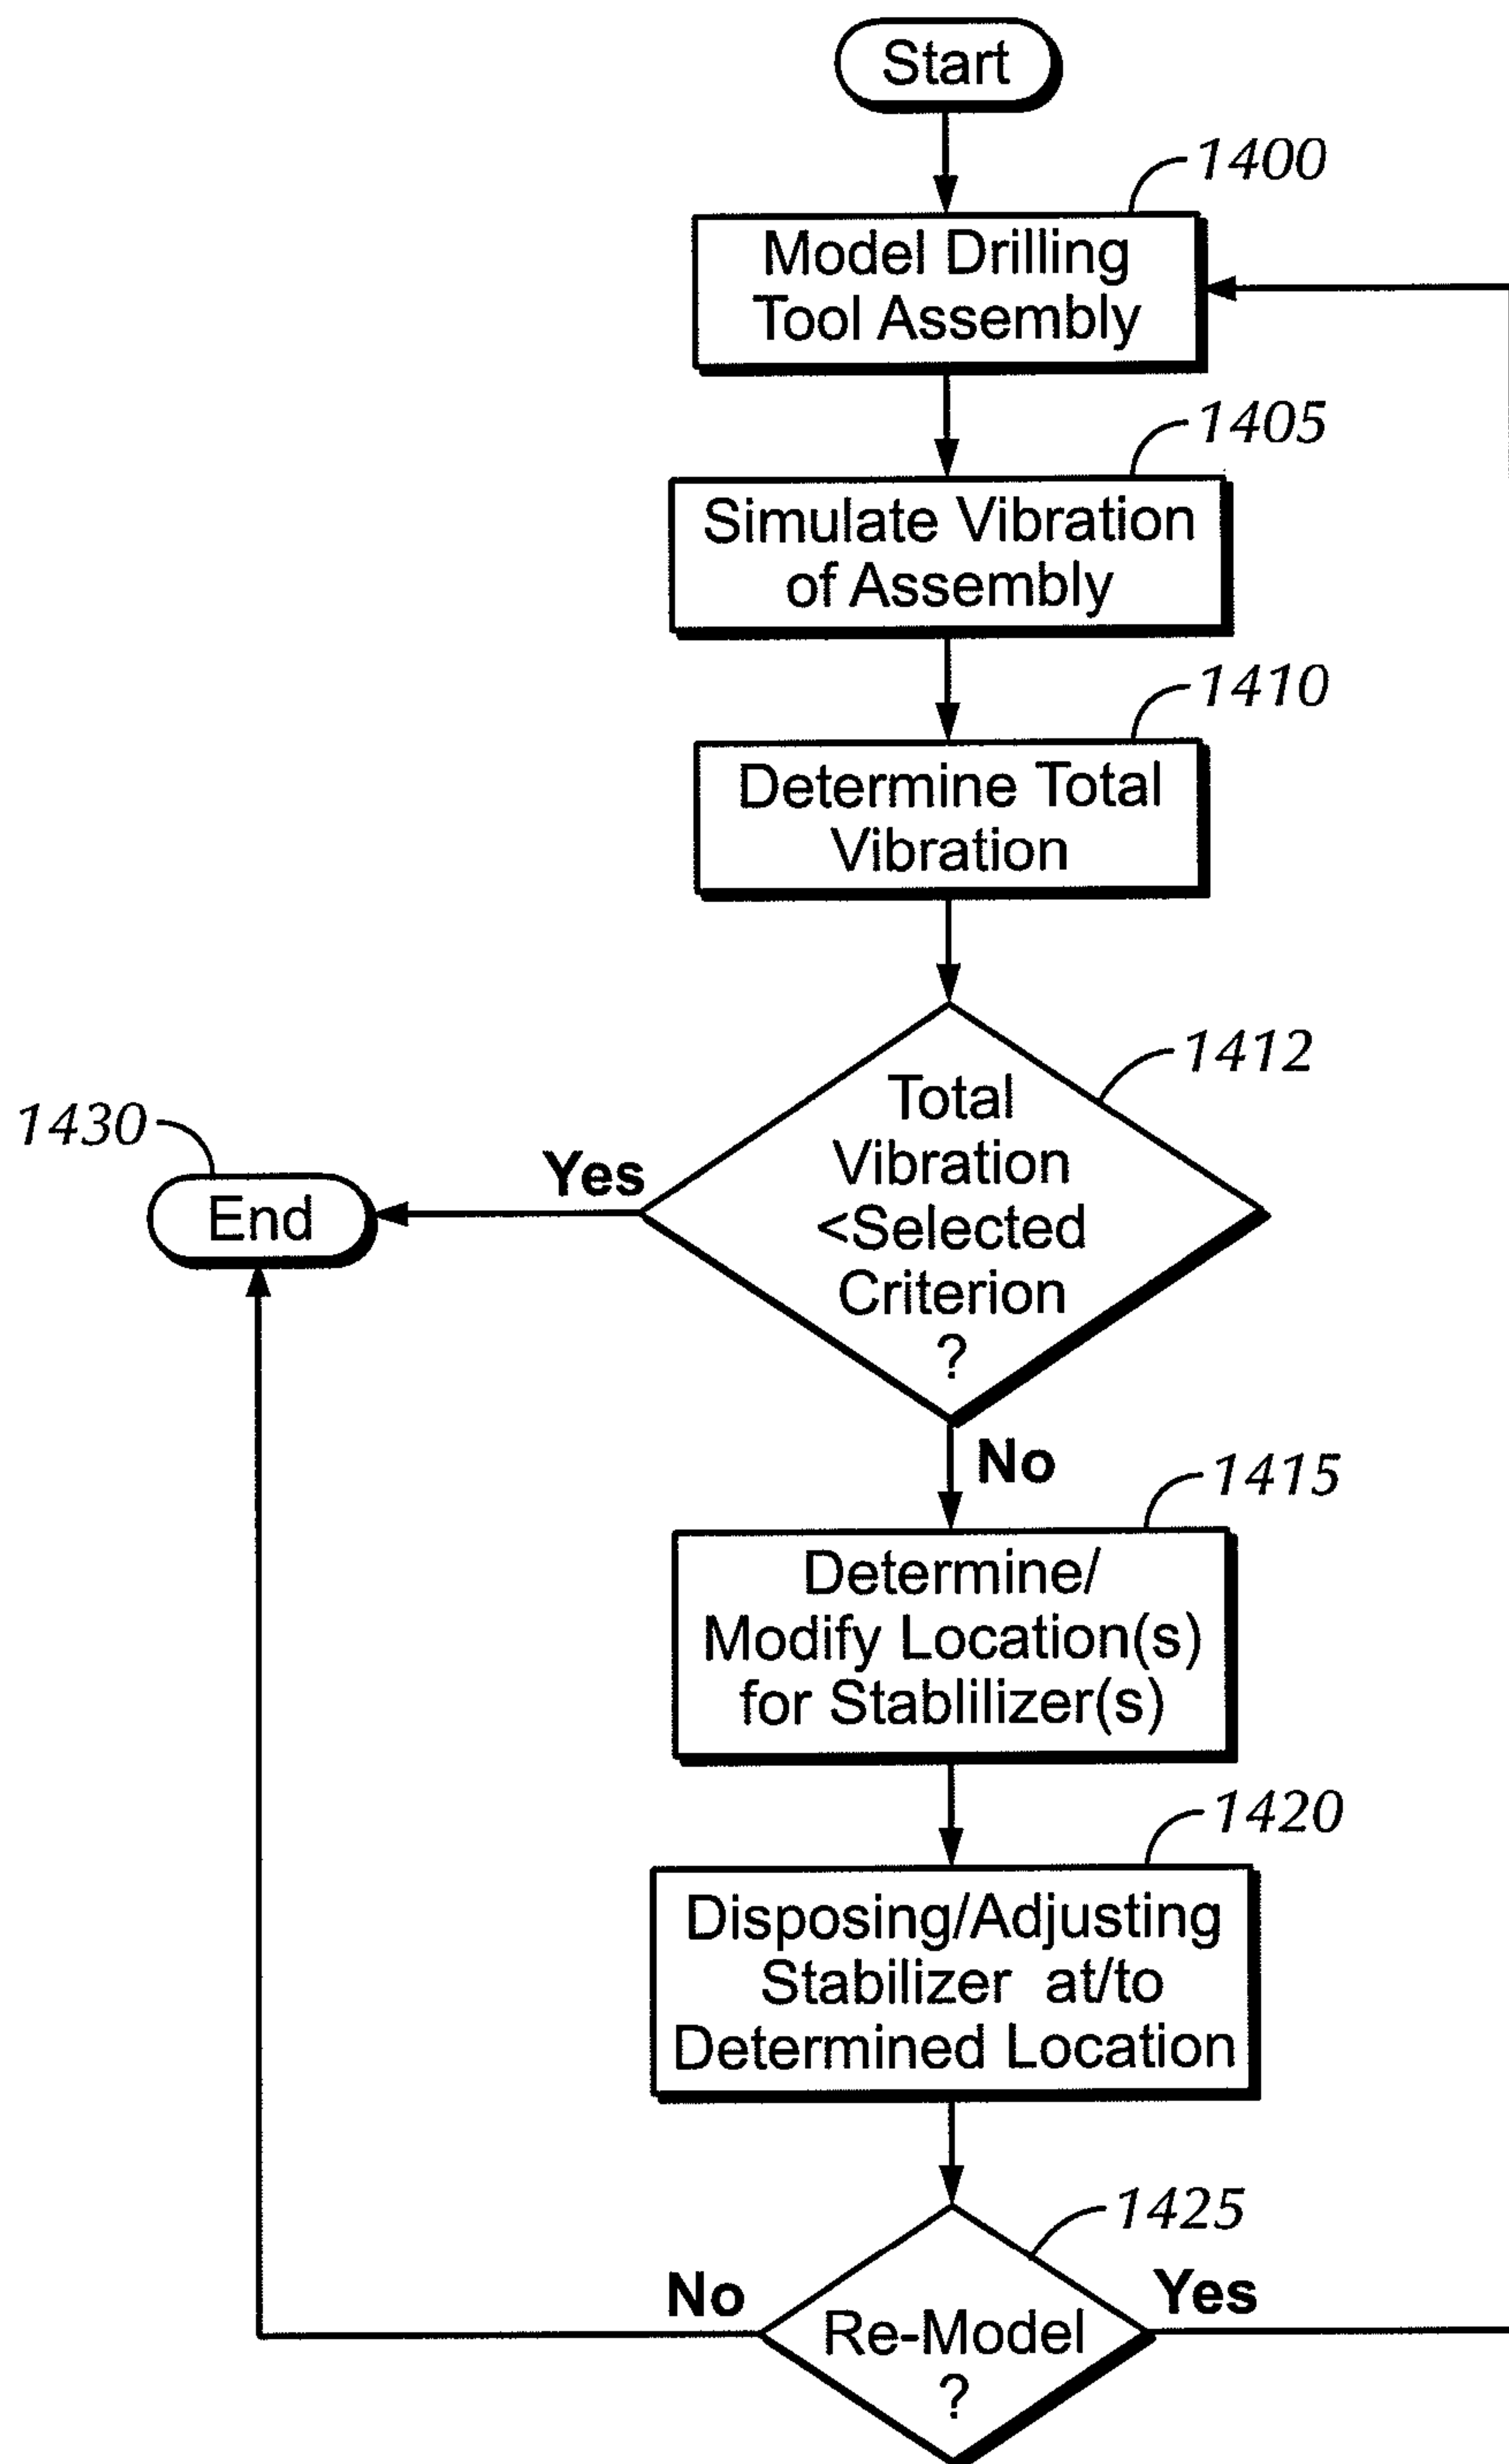 Start
1400
Model Drilling
Tool Assembly
1405
Simulate Vibration
of Assembly
1410
Determine Total
Vibration
1412
Total
Vibration
<Selected
Criterion
?
Yes
1430
End
No
1415
Determine/
Modify Location(s)
for Stablilizer(s)
1420
Disposing/Adjusting
Stabilizer at/to
Determined Location
1425
No
Yes
Re-Model
?